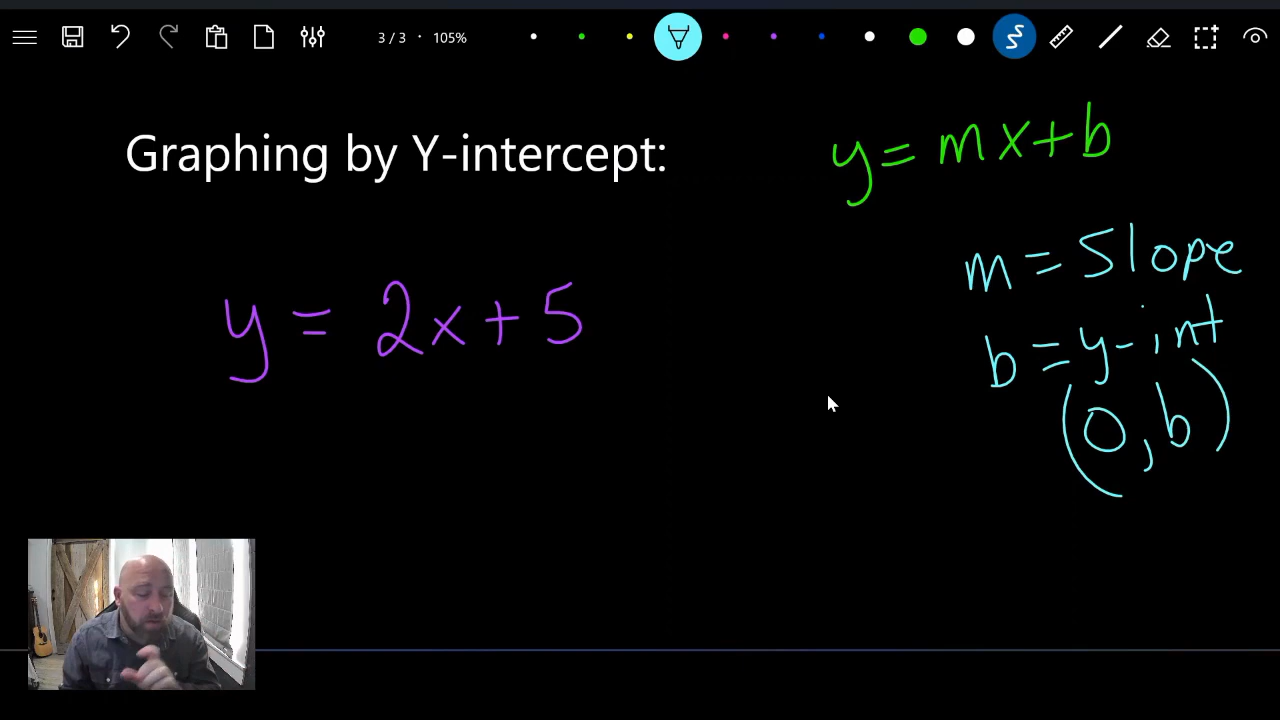 3 / 3 · 105%
Graphing by Y-intercept:
y = mx + b
m = Slope
y = 2x + 5
b = y-int
(0, b)